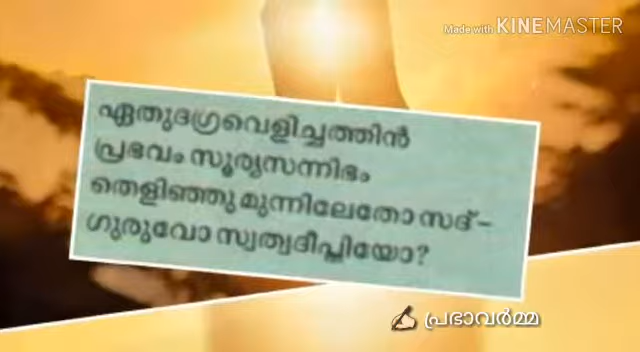 Made with KINEMASTER
ഏതുദഗ്രവെളിച്ചത്തിൻ
പ്രഭവം സൂര്യസന്നിഭം
തെളിഞ്ഞു മുന്നിലേതോ സദ് -
ഗുരുവോ സ്വത്വദീപ്തിയോ?
✍ പ്രഭാവർമ്മ